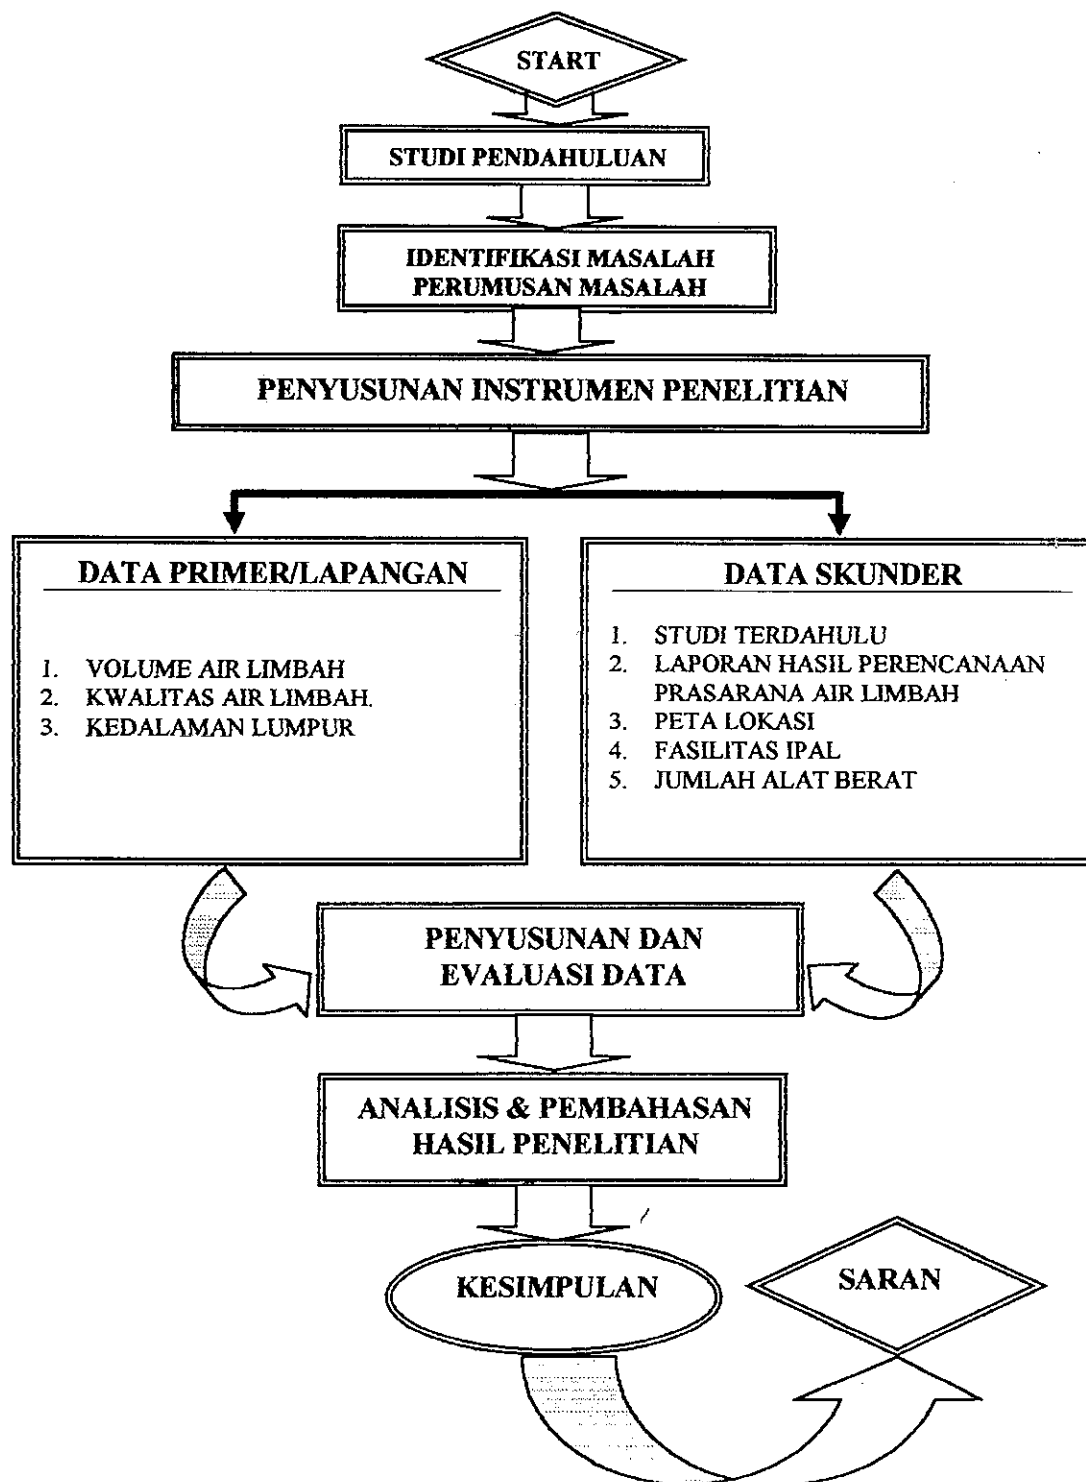 START
STUDI PENDAHULUAN
IDENTIFIKASI MASALAH
PERUMUSAN MASALAH
PENYUSUNAN INSTRUMEN PENELITIAN
DATA PRIMER/LAPANGAN
1. VOLUME AIR LIMBAH
2. KWALITAS AIR LIMBAH.
3. KEDALAMAN LUMPUR
DATA SKUNDER
1. STUDI TERDAHULU
2. LAPORAN HASIL PERENCANAAN
PRASARANA AIR LIMBAH
3. PETA LOKASI
4. FASILITAS IPAL
5. JUMLAH ALAT BERAT
PENYUSUNAN DAN
EVALUASI DATA
ANALISIS & PEMBAHASAN
HASIL PENELITIAN
KESIMPULAN
SARAN